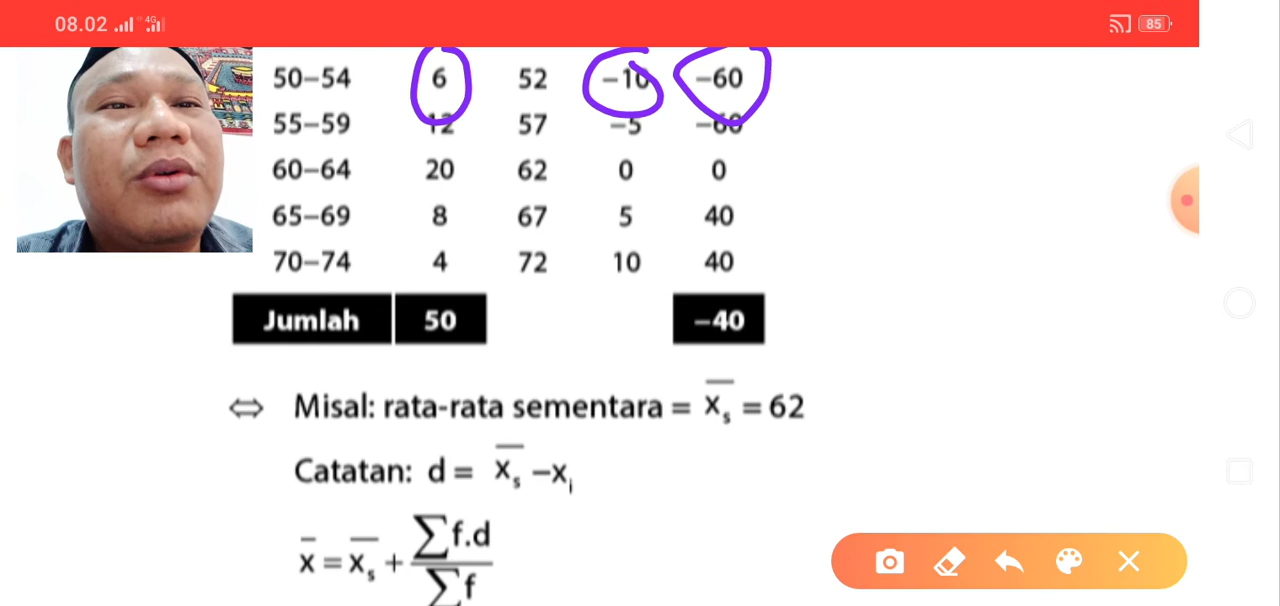 08.02 4G 85
50–54 6 52 –10 –60
55–59 12 57 –5 –60
60–64 20 62 0 0
65–69 8 67 5 40
70–74 4 72 10 40
Jumlah 50 –40
⇔ Misal: rata-rata sementara = x̅ₛ = 62
Catatan: d = x̅ₛ –xᵢ
x̅ = x̅ₛ + ∑f.d
∑f